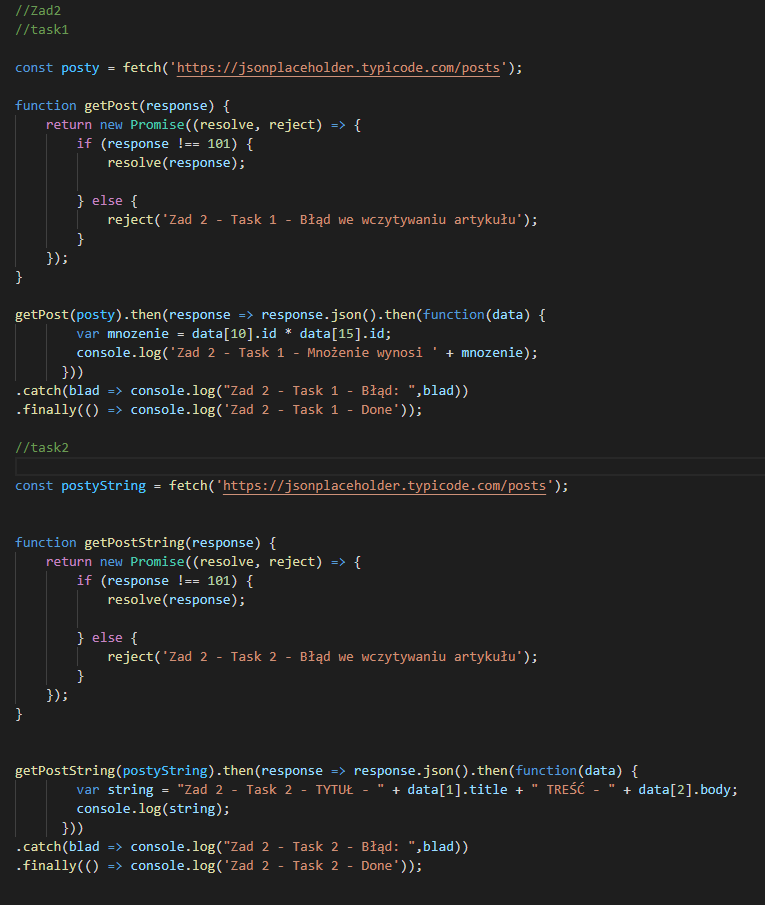 //Zad2
//task1
const posty = fetch('https://jsonplaceholder.typicode.com/posts');
function getPost(response) {
return new Promise((resolve, reject) => {
if (response !== 101) {
resolve(response);
} else {
reject('Zad 2 - Task 1 - Błąd we wczytywaniu artykułu');
}
});
}
getPost(posty).then(response => response.json().then(function(data) {
var mnozenie = data[10].id * data[15].id;
console.log('Zad 2 - Task 1 - Mnożenie wynosi ' + mnozenie);
}))
.catch(blad => console.log("Zad 2 - Task 1 - Błąd: ",blad))
.finally(() => console.log('Zad 2 - Task 1 - Done'));
//task2
const postyString = fetch('https://jsonplaceholder.typicode.com/posts');
function getPostString(response) {
return new Promise((resolve, reject) => {
if (response !== 101) {
resolve(response);
} else {
reject('Zad 2 - Task 2 - Błąd we wczytywaniu artykułu');
}
});
}
getPostString(postyString).then(response => response.json().then(function(data) {
var string = "Zad 2 - Task 2 - TYTUŁ - " + data[1].title + " TREŚĆ - " + data[2].body;
console.log(string);
}))
.catch(blad => console.log("Zad 2 - Task 2 - Błąd: ",blad))
.finally(() => console.log('Zad 2 - Task 2 - Done'));